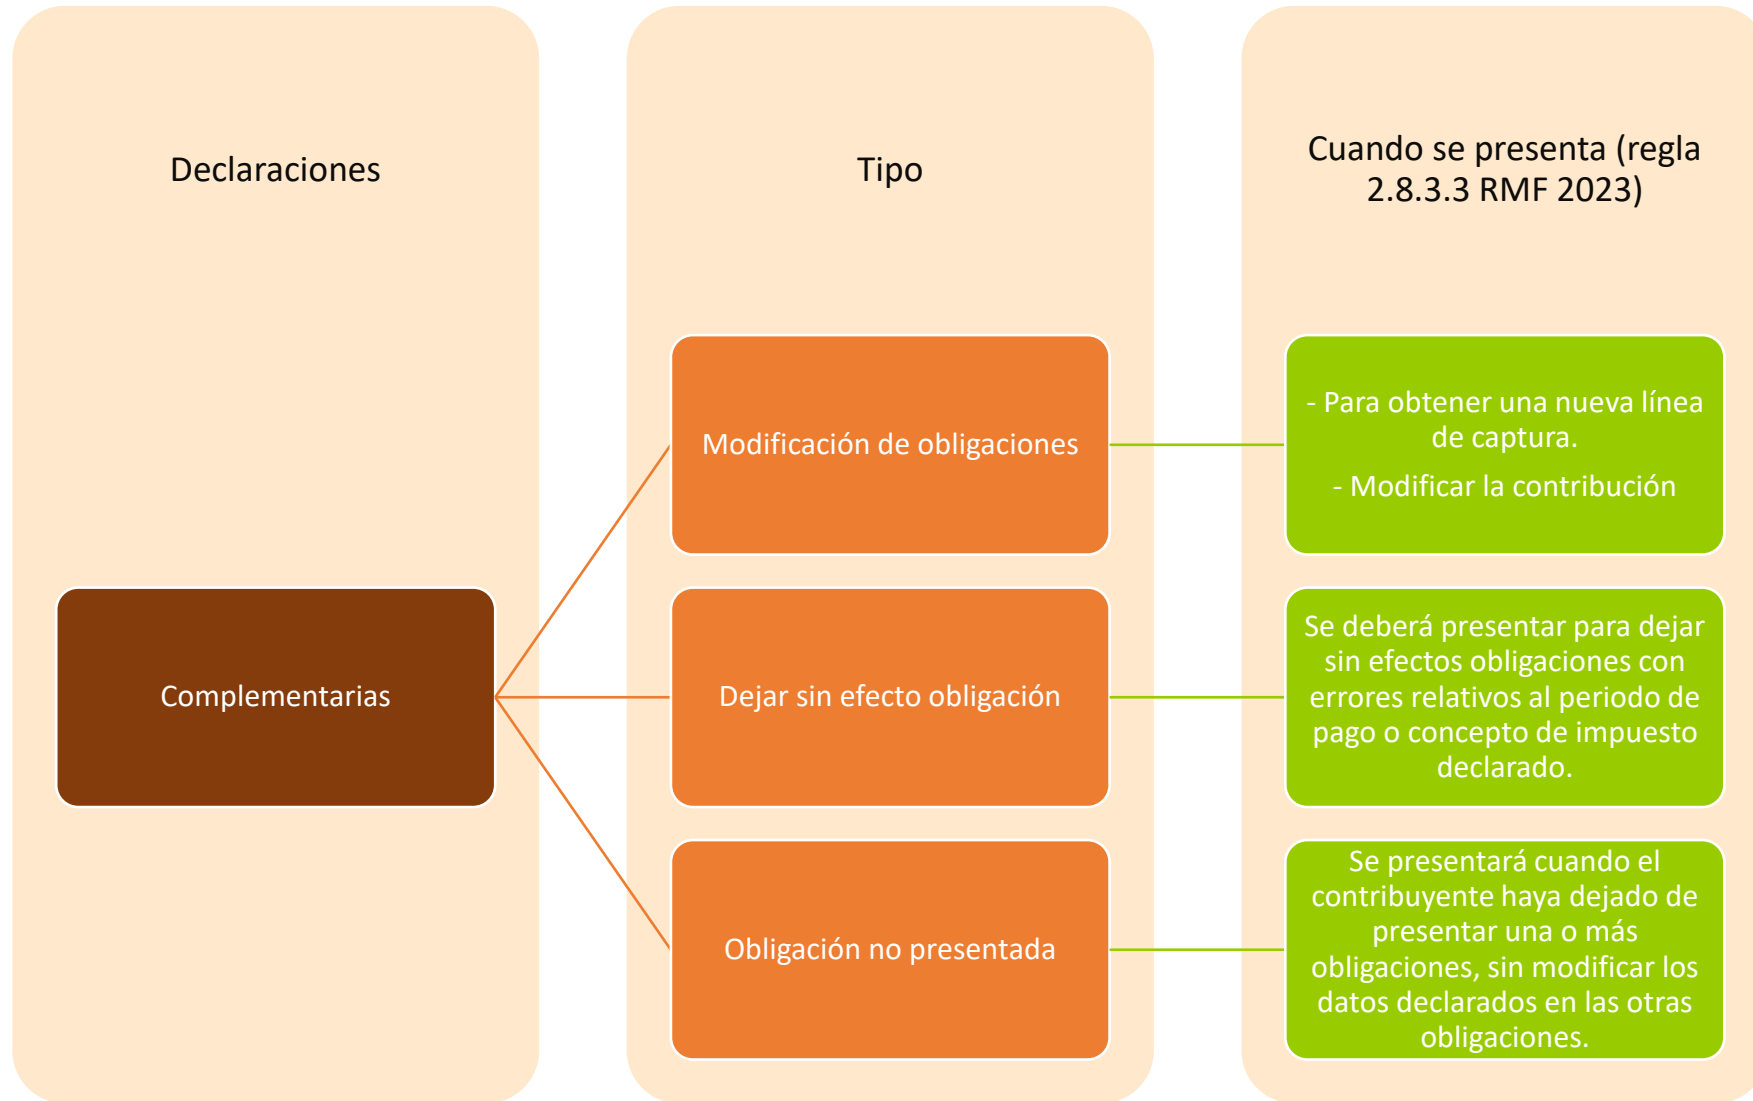 Declaraciones
Tipo
Cuando se presenta (regla
2.8.3.3 RMF 2023)
Complementarias
Modificación de obligaciones
- Para obtener una nueva línea
de captura.
- Modificar la contribución
Dejar sin efecto obligación
Se deberá presentar para dejar
sin efectos obligaciones con
errores relativos al periodo de
pago o concepto de impuesto
declarado.
Obligación no presentada
Se presentará cuando el
contribuyente haya dejado de
presentar una o más
obligaciones, sin modificar los
datos declarados en las otras
obligaciones.